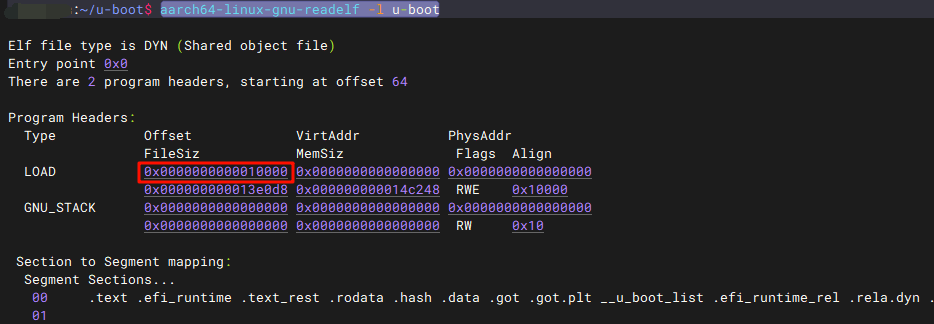 :~/u-boot$ aarch64-linux-gnu-readelf -l u-boot
Elf file type is DYN (Shared object file)
Entry point 0x0
There are 2 program headers, starting at offset 64
Program Headers:
Type Offset VirtAddr PhysAddr
FileSiz MemSiz Flags Align
LOAD 0x0000000000010000 0x0000000000000000 0x0000000000000000
0x000000000013e0d8 0x000000000014c248 RWE 0x10000
GNU_STACK 0x0000000000000000 0x0000000000000000 0x0000000000000000
0x0000000000000000 0x0000000000000000 RW 0x10
Section to Segment mapping:
Segment Sections...
00 .text .efi_runtime .text_rest .rodata .hash .data .got .got.plt __u_boot_list .efi_runtime_rel .rela.dyn .
01